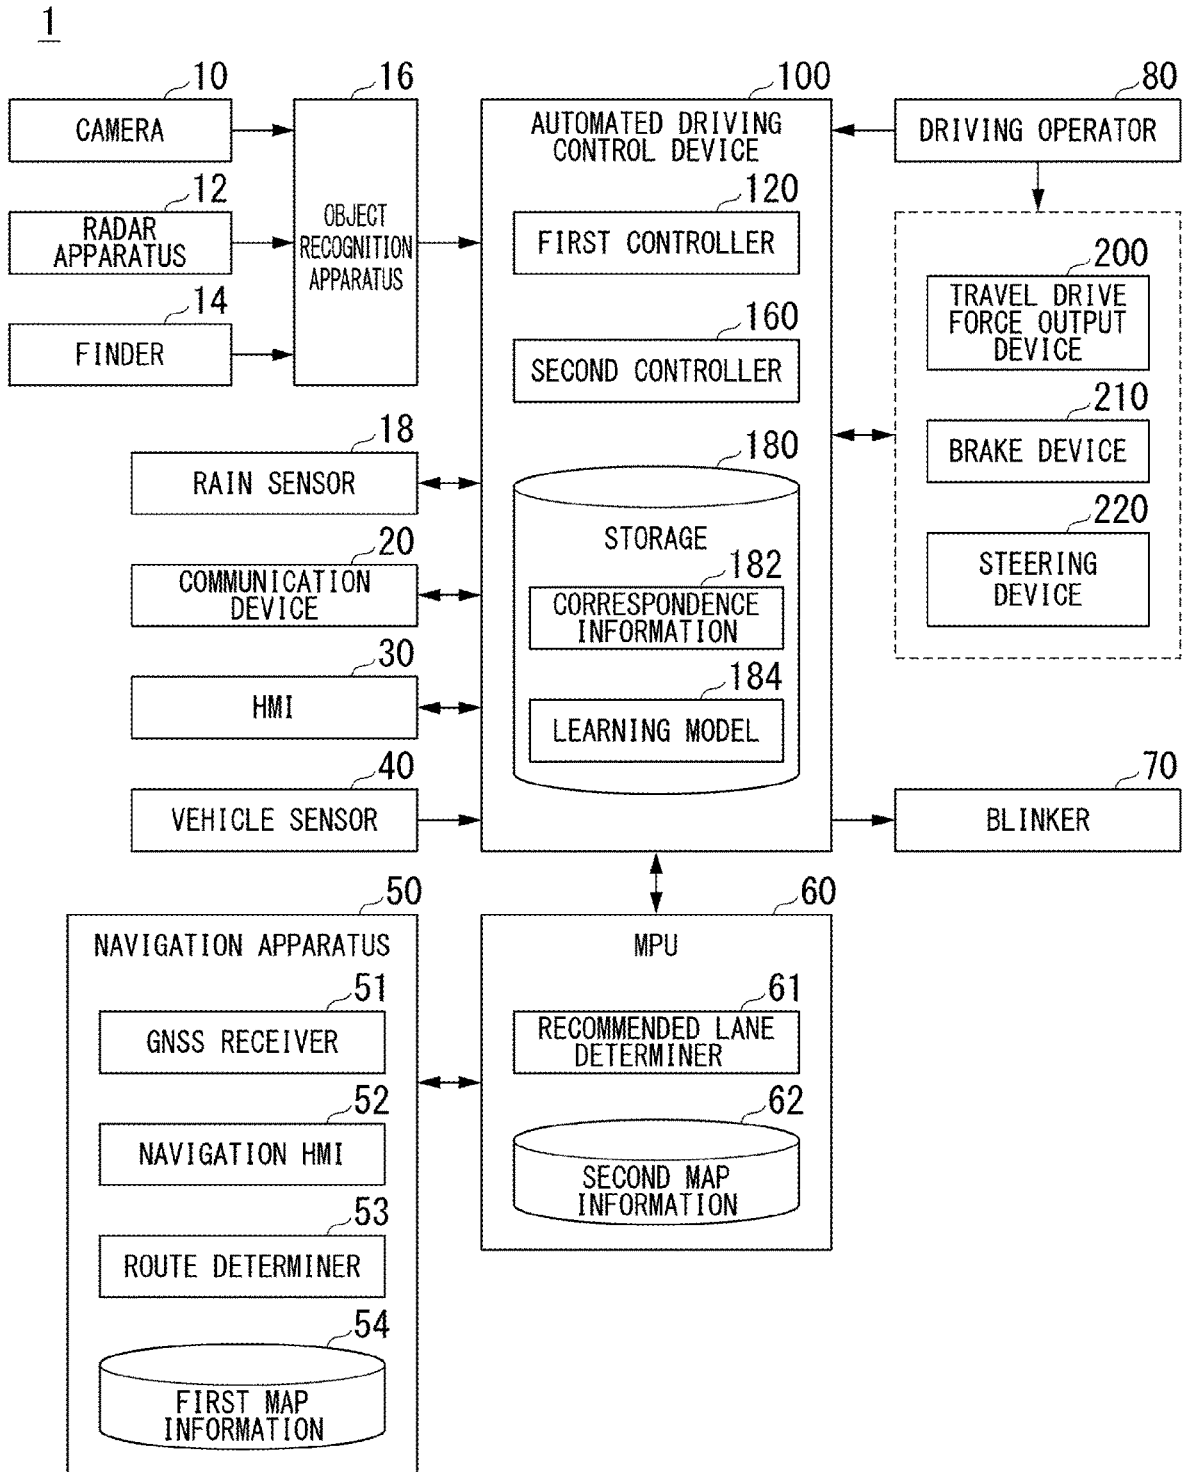 1
10
CAMERA
12
RADAR
APPARATUS
14
FINDER
16
OBJECT
RECOGNITION
APPARATUS
18
RAIN SENSOR
20
COMMUNICATION
DEVICE
30
HMI
40
VEHICLE SENSOR
100
AUTOMATED DRIVING
CONTROL DEVICE
120
FIRST CONTROLLER
160
SECOND CONTROLLER
180
STORAGE
182
CORRESPONDENCE
INFORMATION
184
LEARNING MODEL
80
DRIVING OPERATOR
200
TRAVEL DRIVE
FORCE OUTPUT
DEVICE
210
BRAKE DEVICE
220
STEERING
DEVICE
70
BLINKER
50
NAVIGATION APPARATUS
51
GNSS RECEIVER
52
NAVIGATION HMI
53
ROUTE DETERMINER
54
FIRST MAP
INFORMATION
60
MPU
61
RECOMMENDED LANE
DETERMINER
62
SECOND MAP
INFORMATION